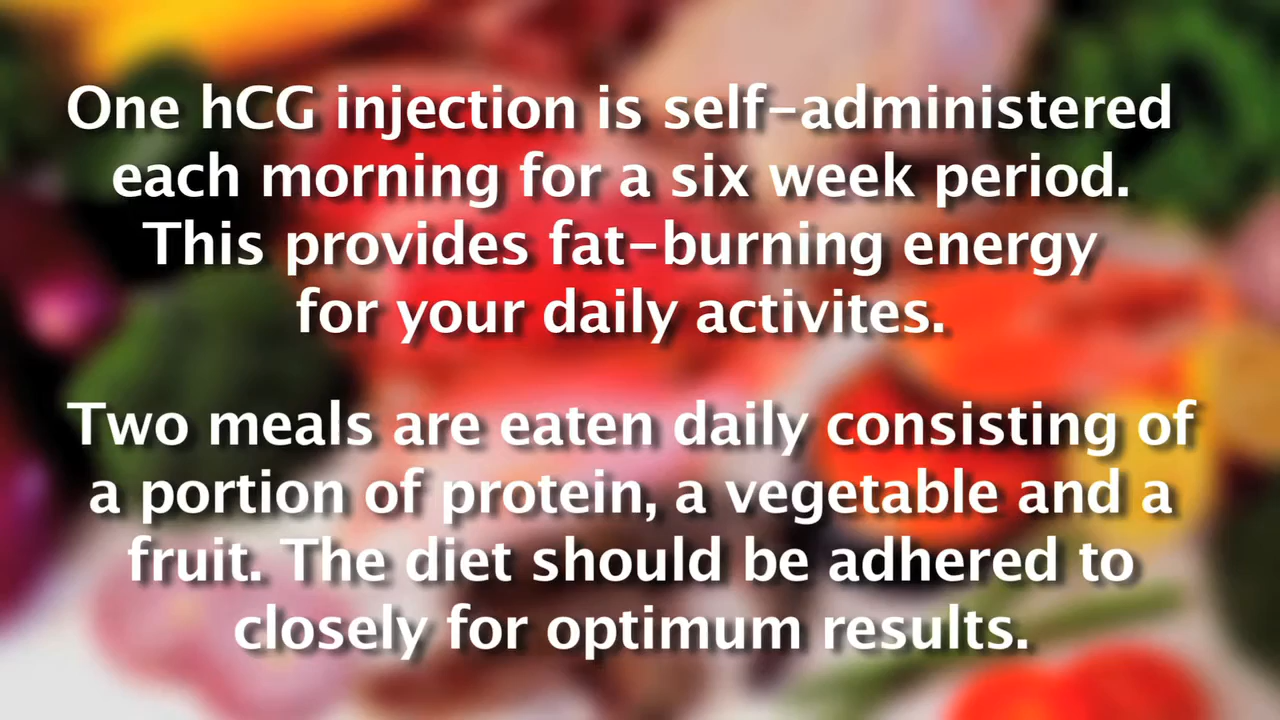 One hCG injection is self-administered
each morning for a six week period.
This provides fat-burning energy
for your daily activites.
Two meals are eaten daily consisting of
a portion of protein, a vegetable and a
fruit. The diet should be adhered to
closely for optimum results.